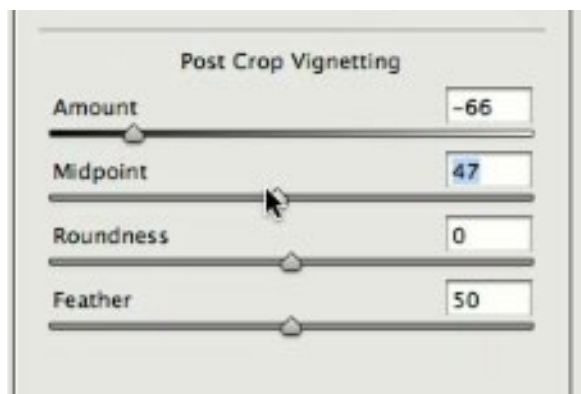 Post Crop Vignetting
Amount -66
Midpoint 47
Roundness 0
Feather 50